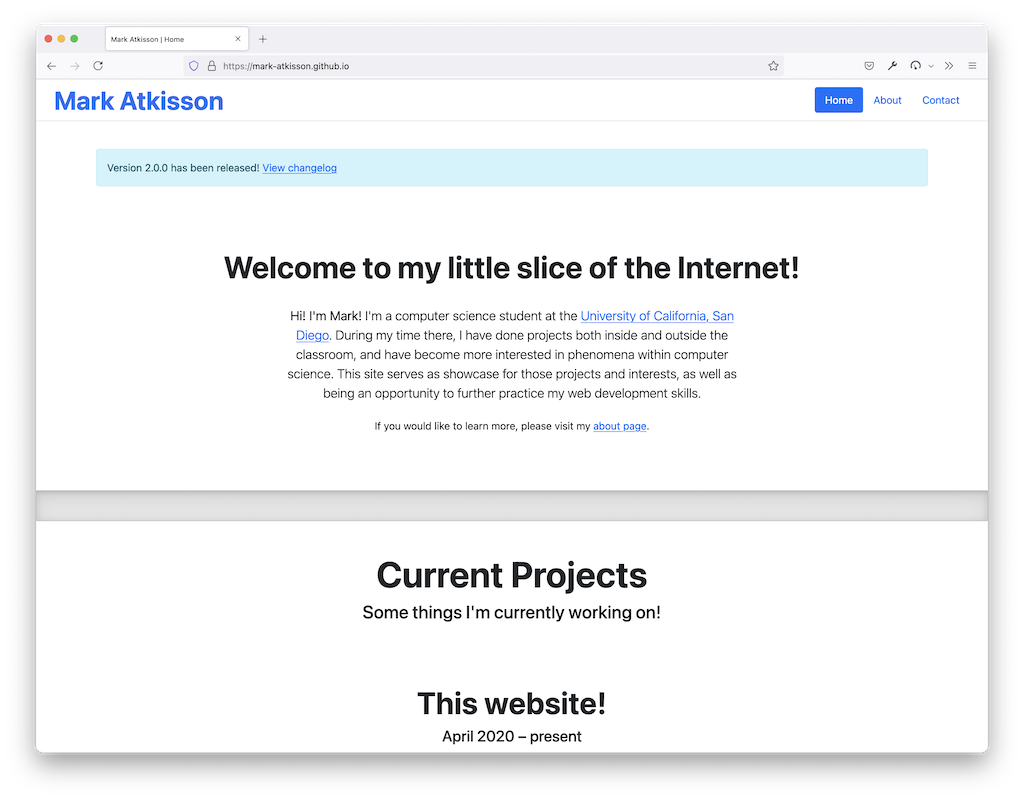 Mark Atkisson | Home
https://mark-atkisson.github.io
Mark Atkisson
Home About Contact
Version 2.0.0 has been released! View changelog
Welcome to my little slice of the Internet!
Hi! I'm Mark! I'm a computer science student at the University of California, San
Diego. During my time there, I have done projects both inside and outside the
classroom, and have become more interested in phenomena within computer
science. This site serves as showcase for those projects and interests, as well as
being an opportunity to further practice my web development skills.
If you would like to learn more, please visit my about page.
Current Projects
Some things I'm currently working on!
This website!
April 2020 – present